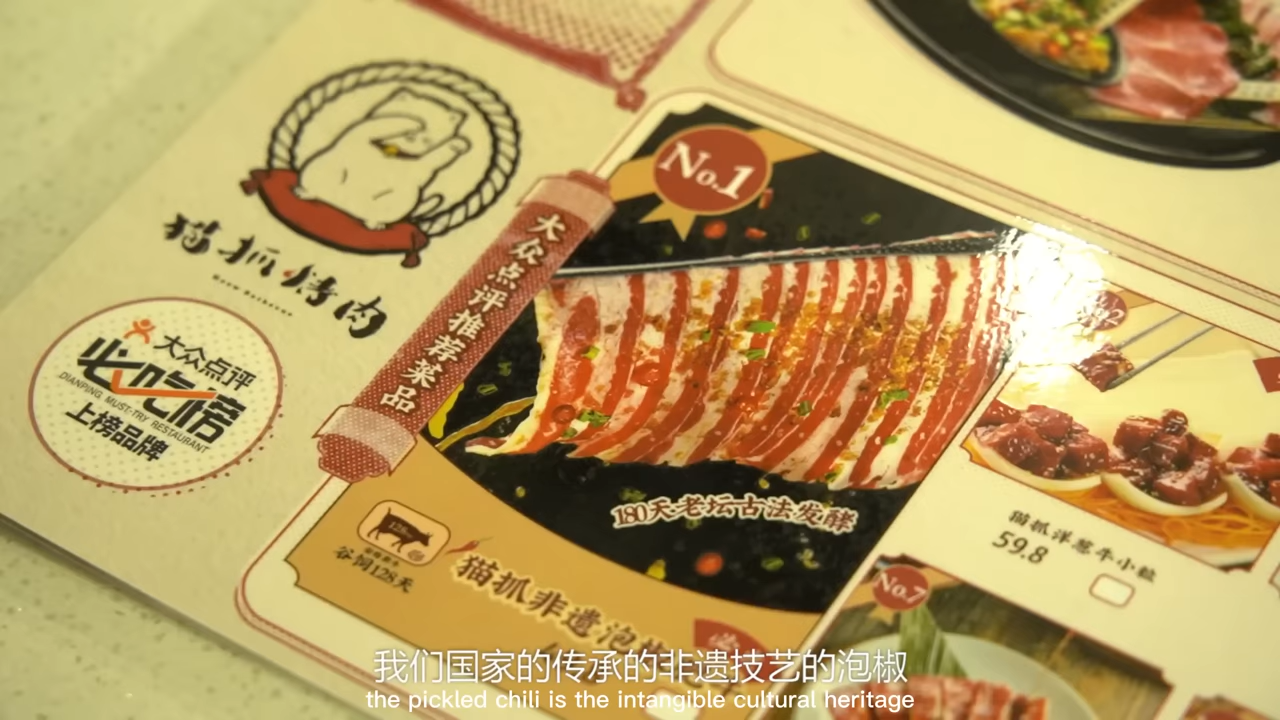 猫抓烤肉
大众点评
必吃榜
DIANPING MUST-TRY RESTAURANT
上榜品牌
大众点评推荐菜品
No.1
180天·老坛古法发酵
128
谷饲128天
猫抓非遗泡
猫抓洋葱牛小粒
59.8
No.7
我们国家的传承的非遗技艺的泡椒
the pickled chili is the intangible cultural heritage